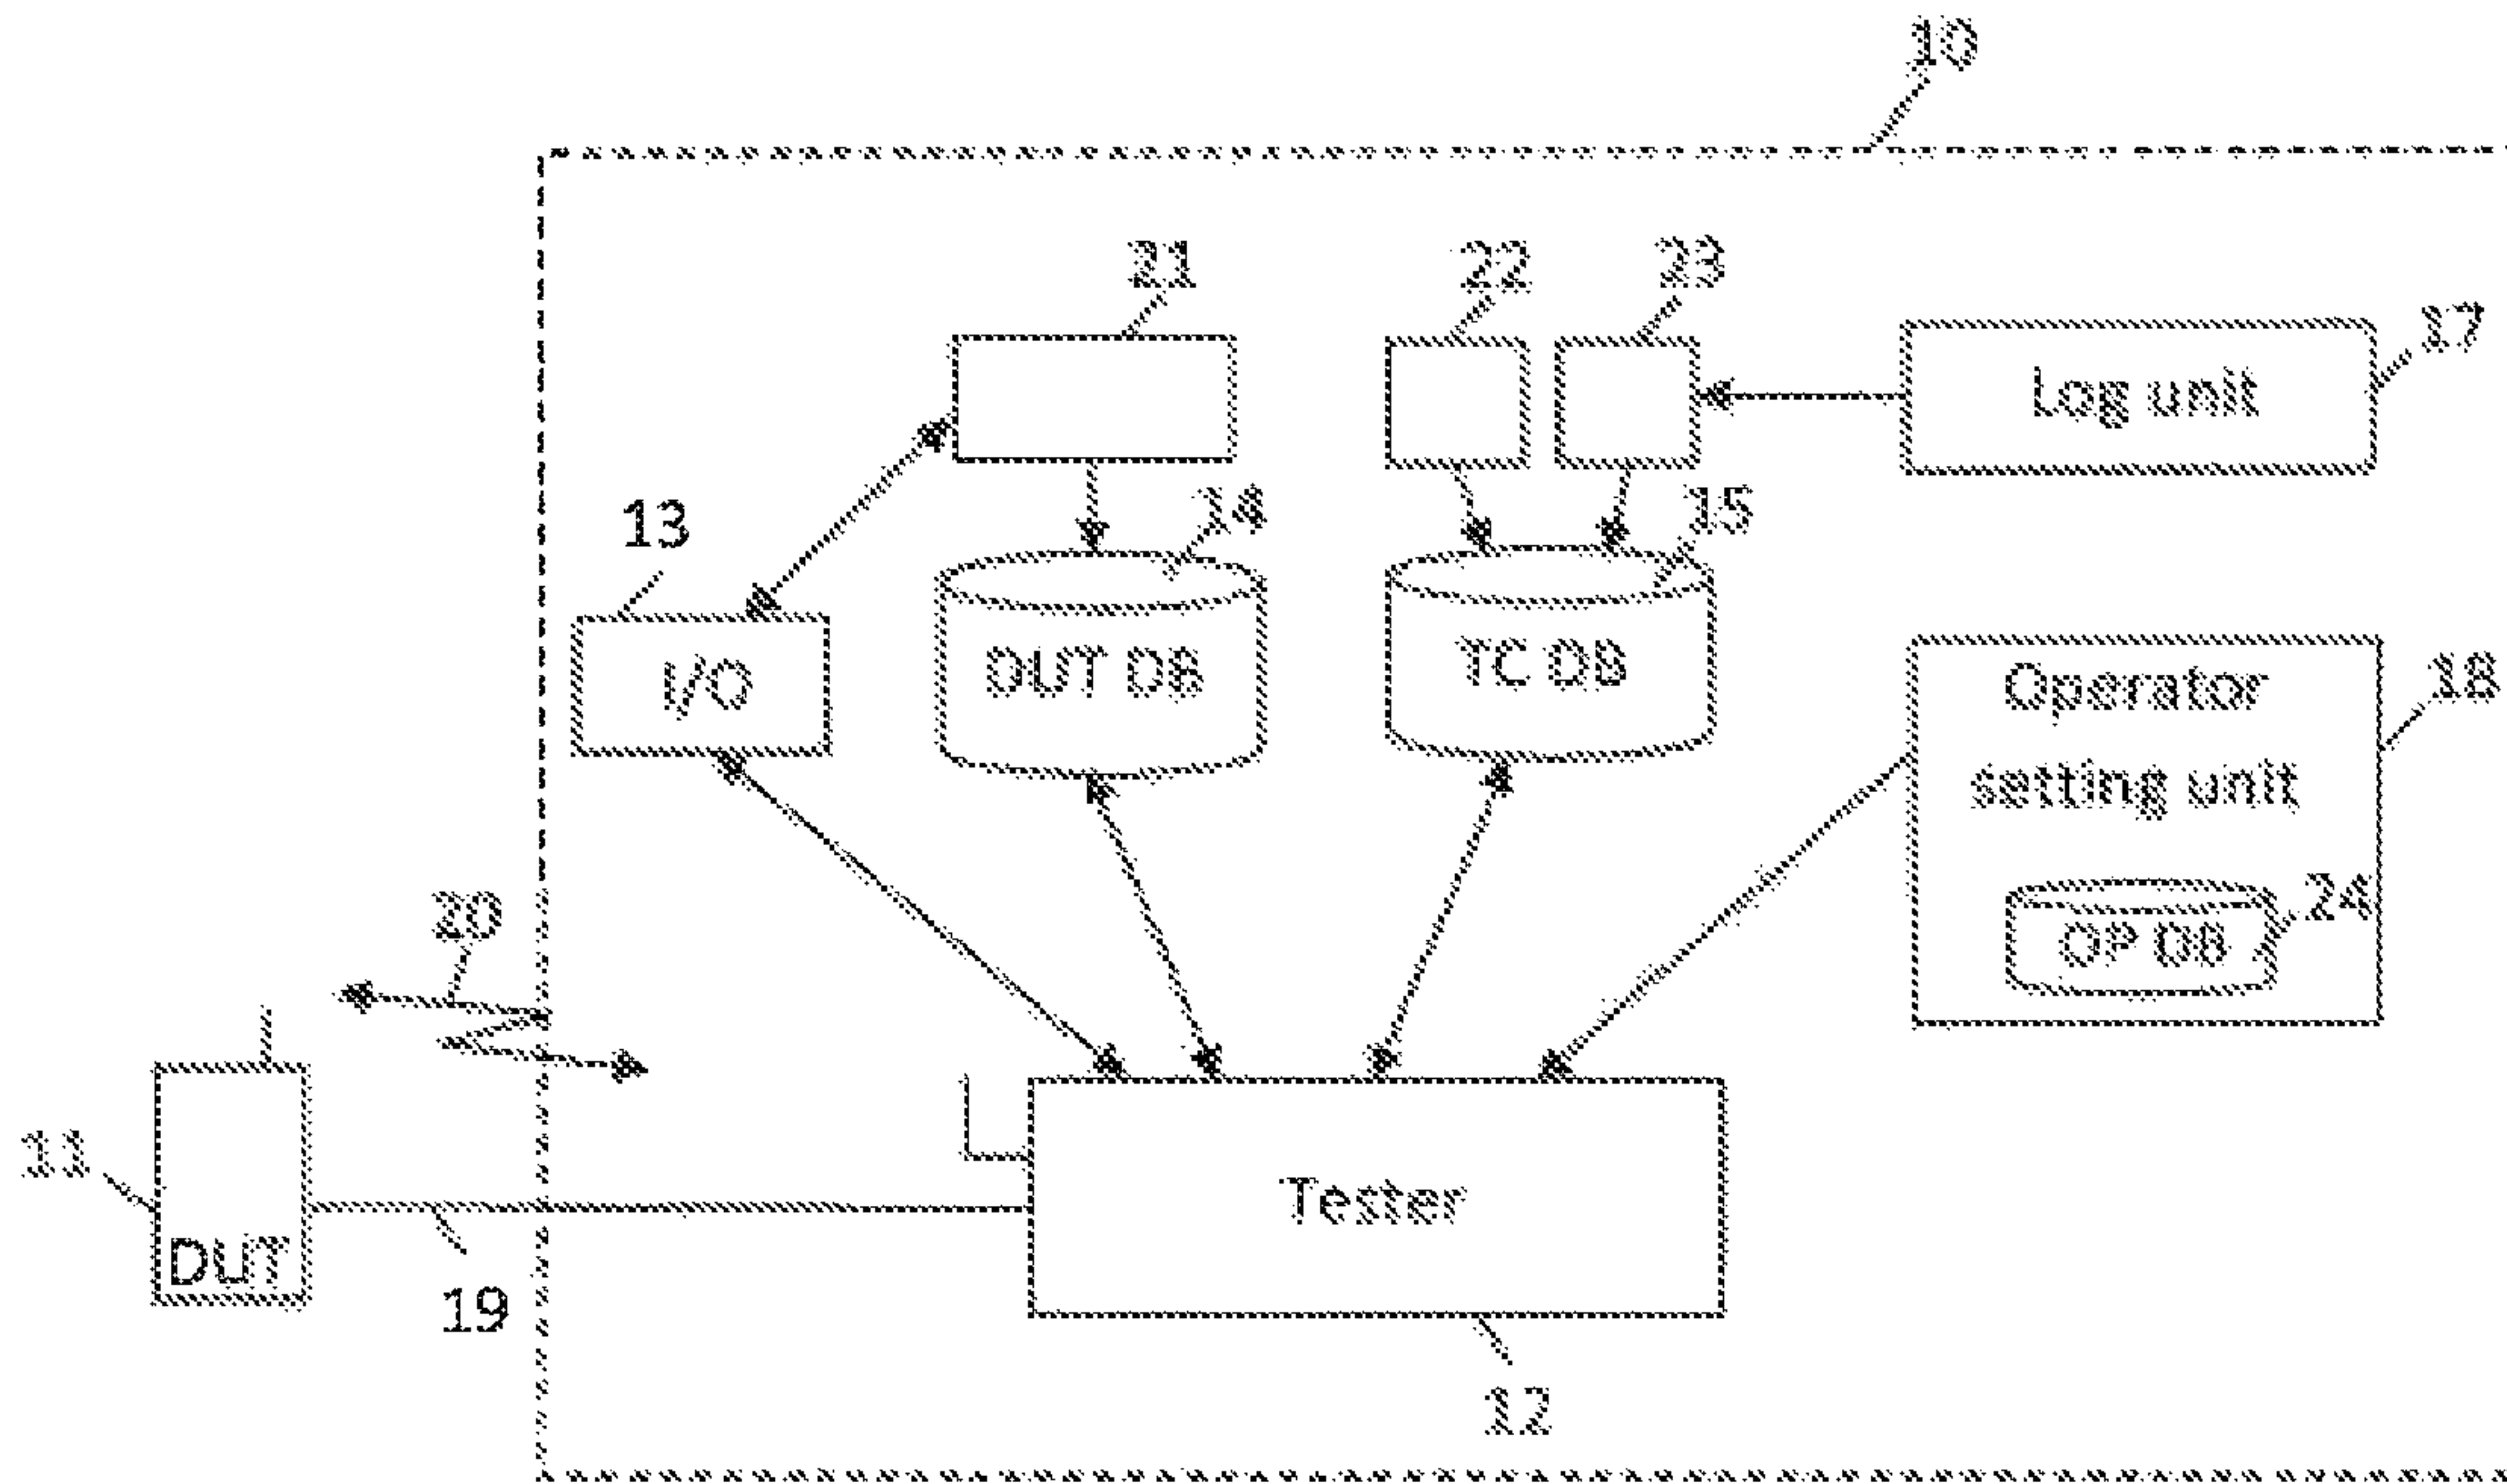 10
21
22
23
17
Log unit
13
14
15
I/O
DUT DB
TC DB
Operator
setting unit
18
24
OP DB
20
11
DUT
19
Tester
12